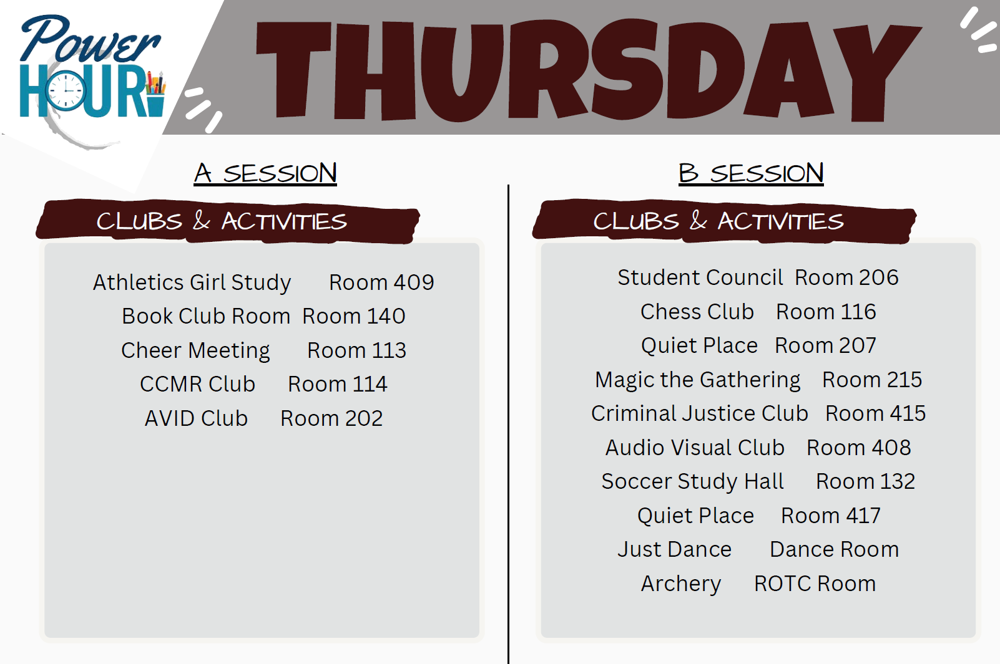 Power
HOUR
THURSDAY
A SESSION
CLUBS & ACTIVITIES
Athletics Girl Study Room 409
Book Club Room Room 140
Cheer Meeting Room 113
CCMR Club Room 114
AVID Club Room 202
B SESSION
CLUBS & ACTIVITIES
Student Council Room 206
Chess Club Room 116
Quiet Place Room 207
Magic the Gathering Room 215
Criminal Justice Club Room 415
Audio Visual Club Room 408
Soccer Study Hall Room 132
Quiet Place Room 417
Just Dance Dance Room
Archery ROTC Room